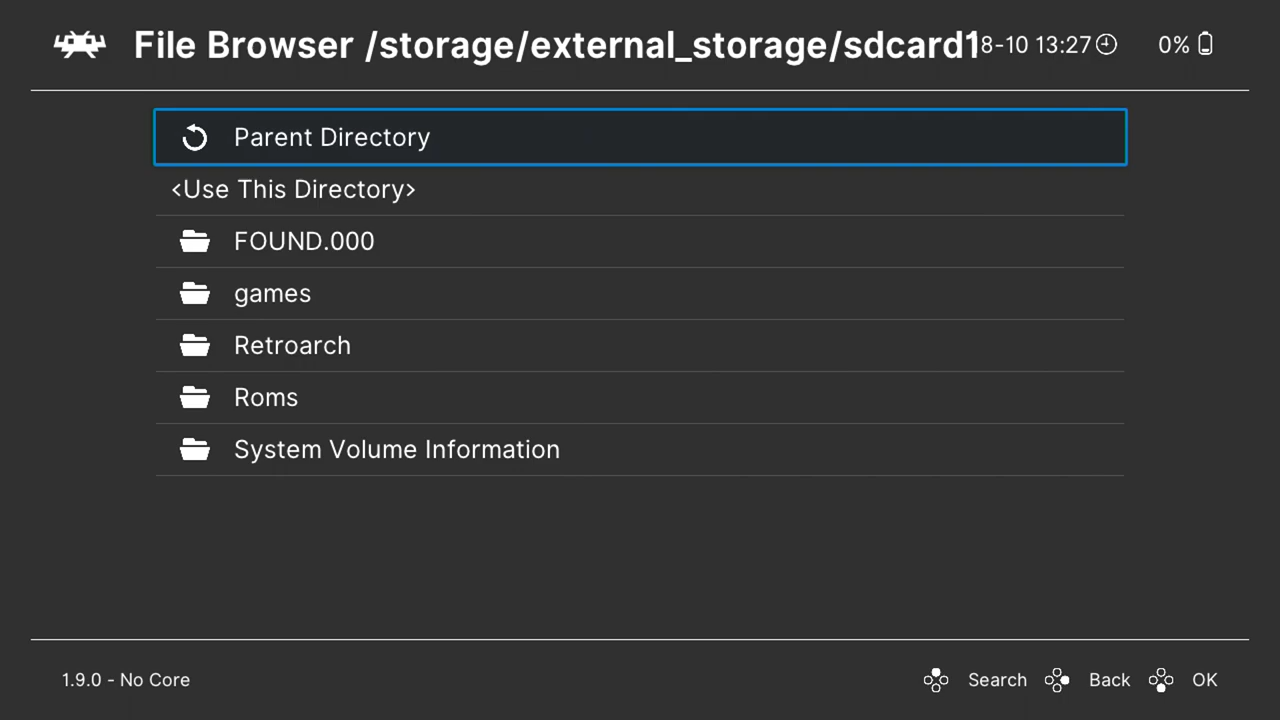 File Browser /storage/external_storage/sdcard1 8-10 13:27 0%
Parent Directory
<Use This Directory>
FOUND.000
games
Retroarch
Roms
System Volume Information
1.9.0 - No Core Search Back OK